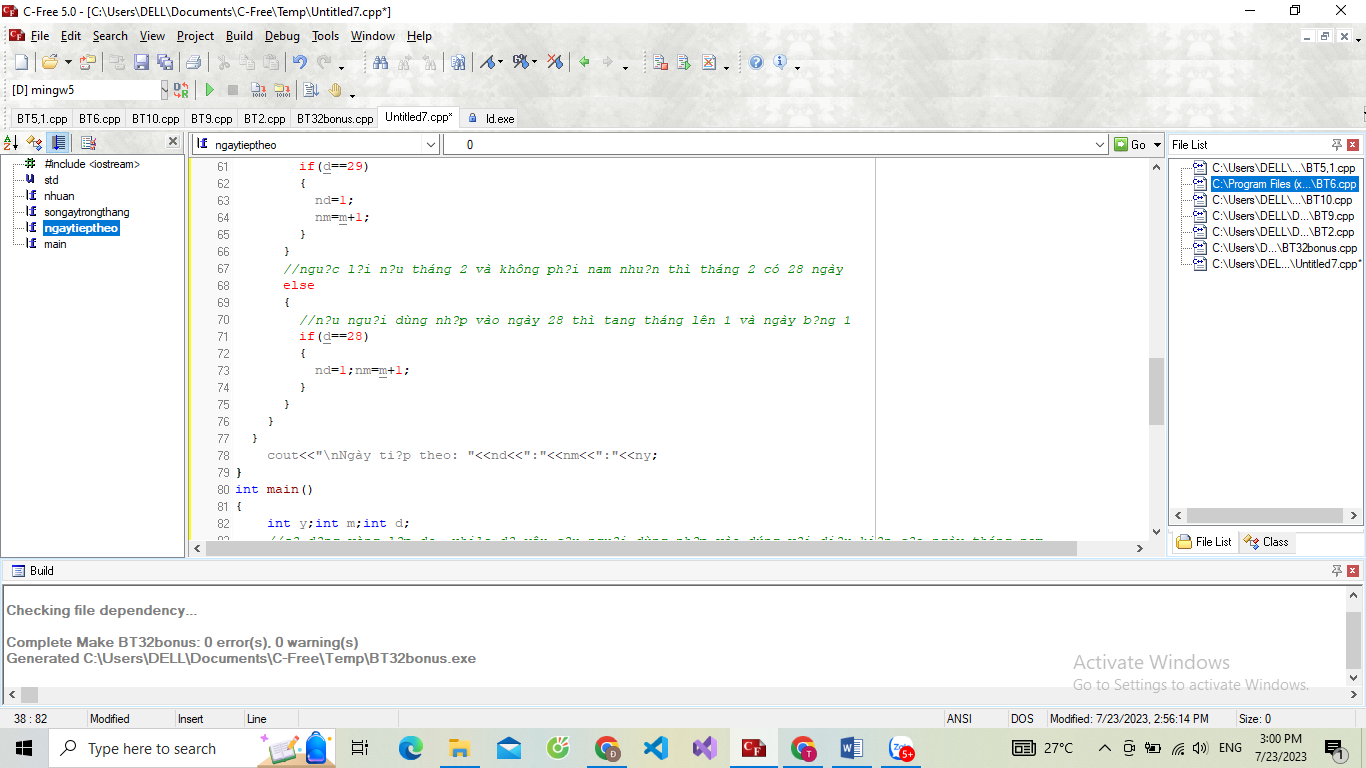 C-Free 5.0 - [C:\Users\DELL\Documents\C-Free\Temp\Untitled7.cpp*]
File Edit Search View Project Build Debug Tools Window Help
[D] mingw5
BT5,1.cpp BT6.cpp BT10.cpp BT9.cpp BT2.cpp BT32bonus.cpp Untitled7.cpp* ld.exe
#include <iostream>
std
nhuan
songaytrongthang
ngaytieptheo
main
ngaytieptheo 0 Go
61 if(d==29)
62 {
63 nd=1;
64 nm=m+1;
65 }
66 }
67 //ngu?c l?i n?u tháng 2 và không ph?i nam nhu?n thì tháng 2 có 28 ngày
68 else
69 {
70 //n?u ngu?i dùng nh?p vào ngày 28 thì tang tháng lên 1 và ngày b?ng 1
71 if(d==28)
72 {
73 nd=1;nm=m+1;
74 }
75 }
76 }
77 }
78 cout<<"\nNgày ti?p theo: "<<nd<<":"<<nm<<":"<<ny;
79 }
80 int main()
81 {
82 int y;int m;int d;
File List
C:\Users\DELL\...\BT5,1.cpp
C:\Program Files (x...\BT6.cpp
C:\Users\DELL\...\BT10.cpp
C:\Users\DELL\D...\BT9.cpp
C:\Users\DELL\D...\BT2.cpp
C:\Users\D...\BT32bonus.cpp
C:\Users\DEL...\Untitled7.cpp*
File List Class
Build
Checking file dependency...
Complete Make BT32bonus: 0 error(s), 0 warning(s)
Generated C:\Users\DELL\Documents\C-Free\Temp\BT32bonus.exe
Activate Windows
Go to Settings to activate Windows.
38 : 82 Modified Insert Line ANSI DOS Modified: 7/23/2023, 2:56:14 PM Size: 0
Type here to search
27°C
ENG
3:00 PM
7/23/2023